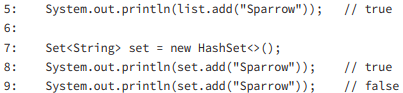 5:    System.out.println(list.add("Sparrow"));   // true
6:
7:    Set<String> set = new HashSet<>();
8:    System.out.println(set.add("Sparrow"));    // true
9:    System.out.println(set.add("Sparrow"));    // false